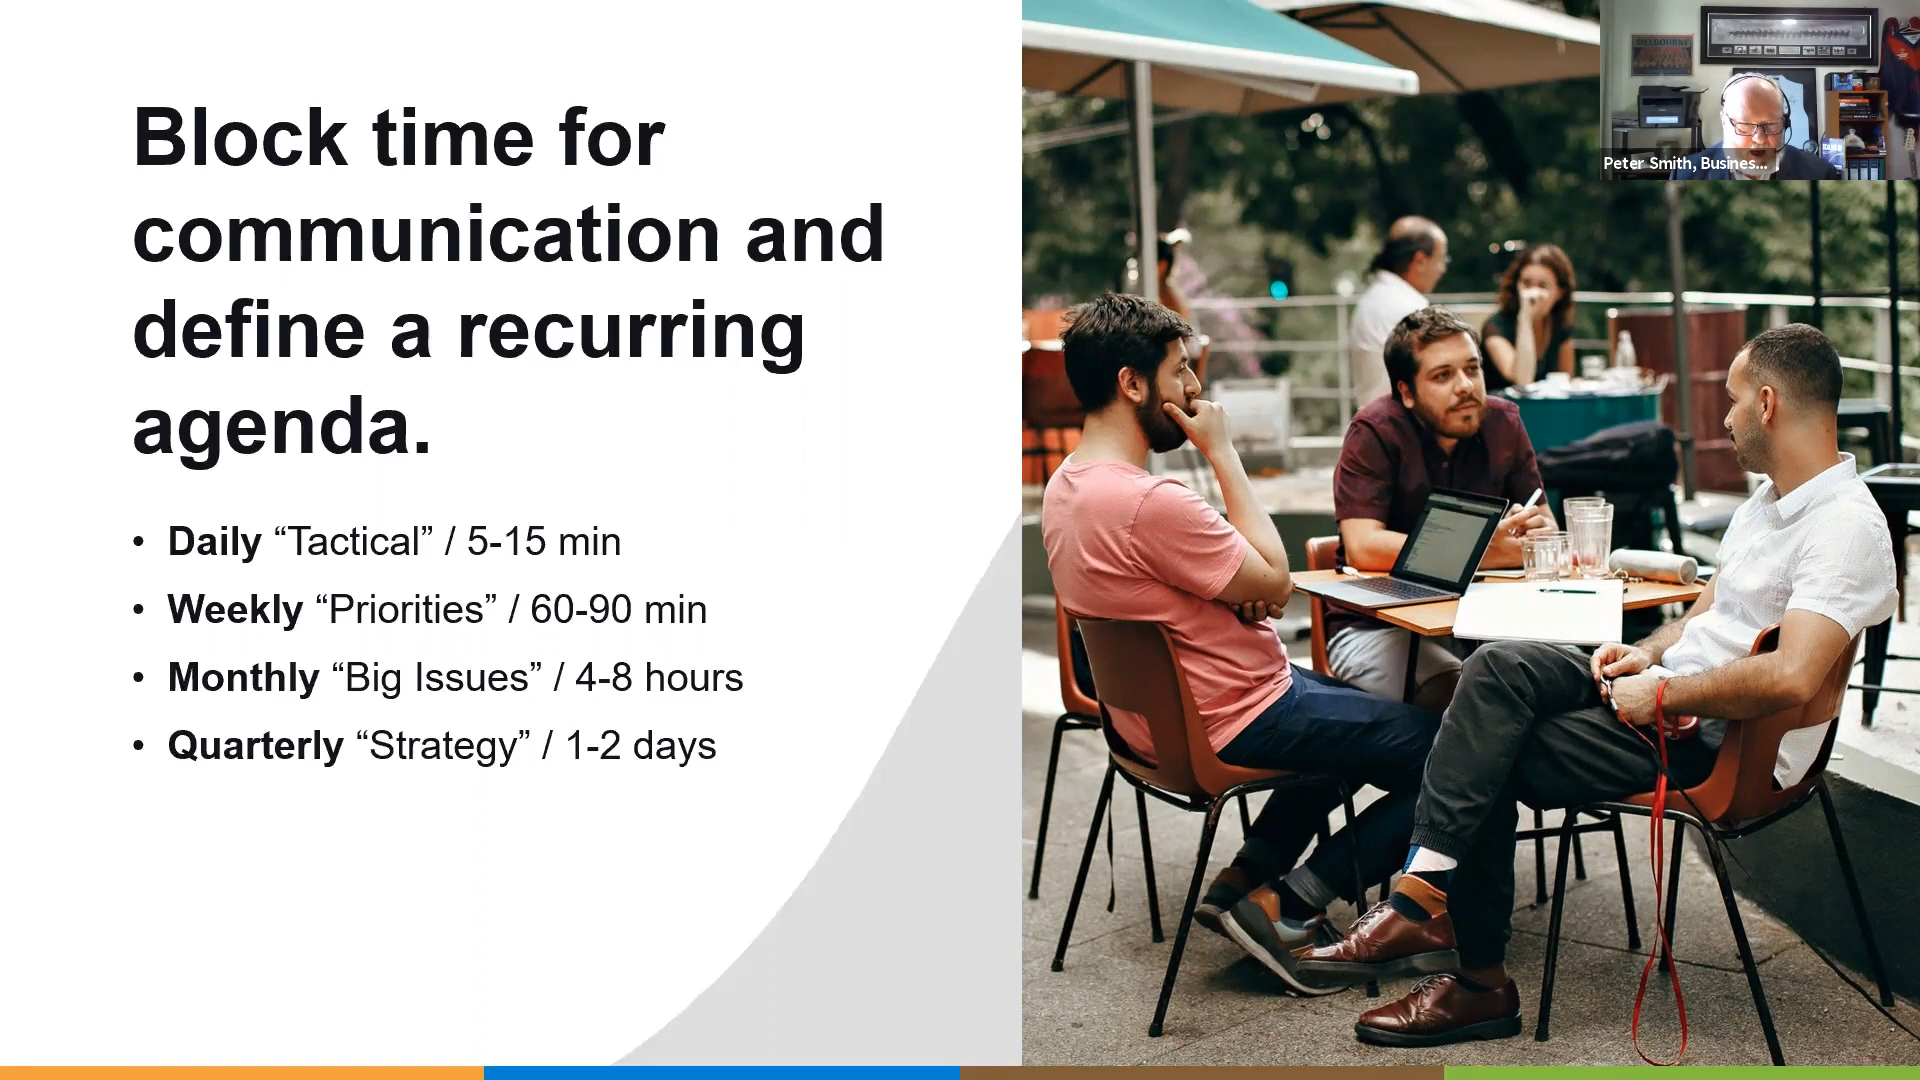 Block time for
communication and
define a recurring
agenda.
• Daily “Tactical” / 5-15 min
• Weekly “Priorities” / 60-90 min
• Monthly “Big Issues” / 4-8 hours
• Quarterly “Strategy” / 1-2 days
MELBOURNE
Peter Smith, Busines...